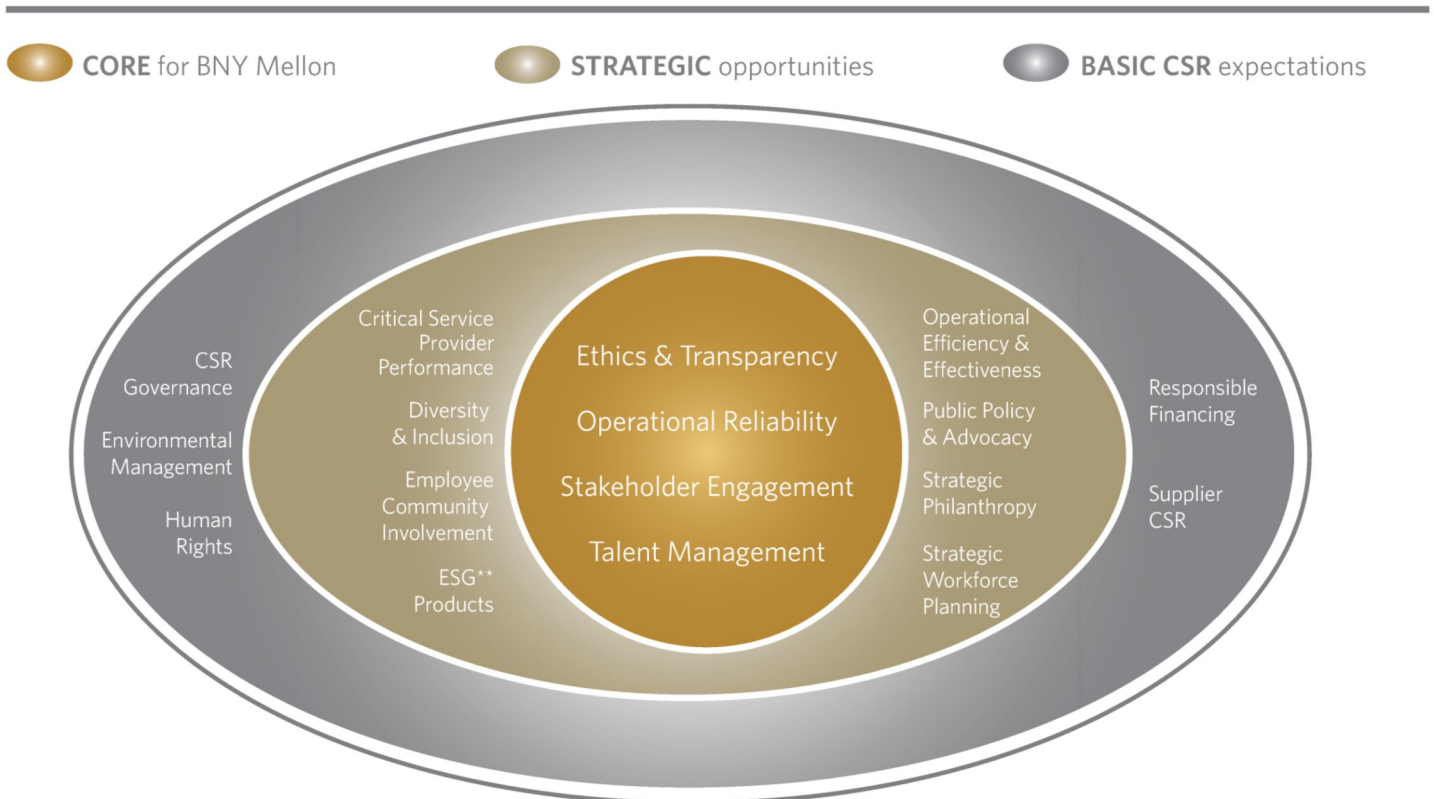 CORE for BNY Mellon
STRATEGIC opportunities
BASIC CSR expectations
CSR
Governance
Environmental
Management
Human
Rights
Critical Service
Provider
Performance
Diversity
& Inclusion
Employee
Community
Involvement
ESG**
Products
Ethics & Transparency
Operational Reliability
Stakeholder Engagement
Talent Management
Operational
Efficiency &
Effectiveness
Public Policy
& Advocacy
Strategic
Philanthropy
Strategic
Workforce
Planning
Responsible
Financing
Supplier
CSR